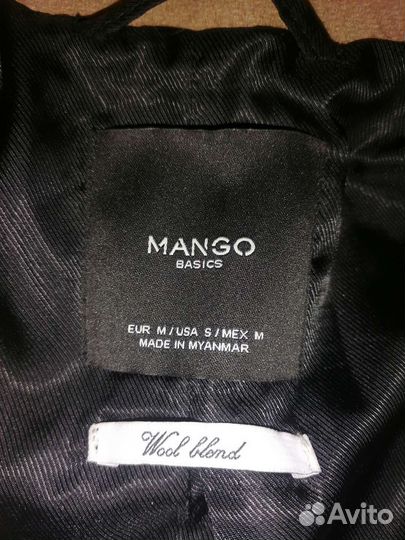 MANGO
BASICS
EUR M / USA S / MEX M
MADE IN MYANMAR
Wool blend
Avito